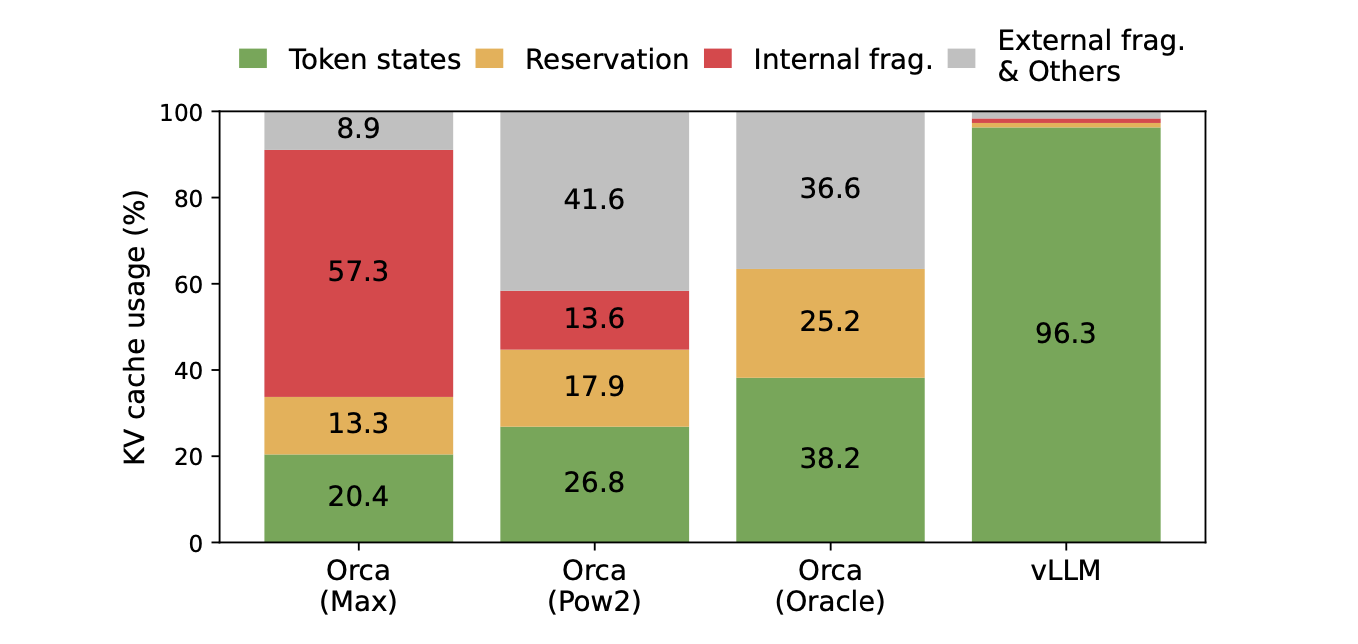 Token states
Reservation
Internal frag.
External frag.
& Others
KV cache usage (%)
100
80
60
40
20
0
8.9
57.3
13.3
20.4
41.6
13.6
17.9
26.8
36.6
25.2
38.2
96.3
Orca
(Max)
Orca
(Pow2)
Orca
(Oracle)
vLLM